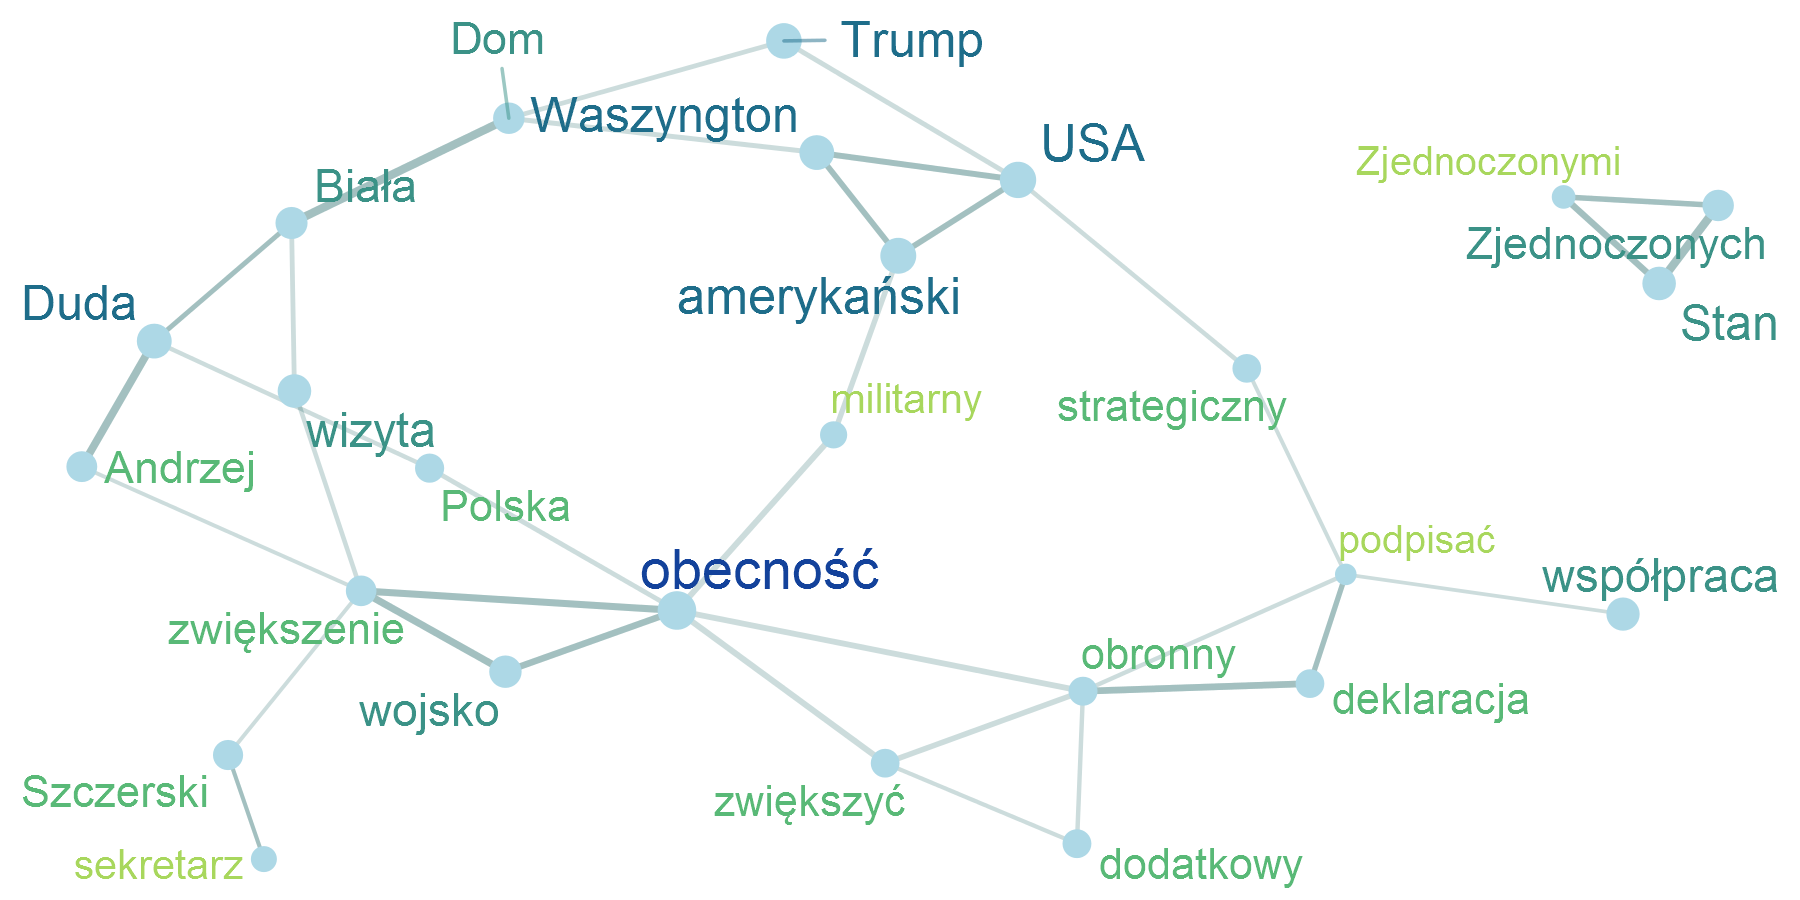 Dom
Trump
Waszyngton
USA
Zjednoczonymi
Biała
Zjednoczonych
Duda
amerykański
Stan
militarny
strategiczny
wizyta
Andrzej
Polska
podpisać
obecność
współpraca
zwiększenie
obronny
wojsko
deklaracja
Szczerski
zwiększyć
sekretarz
dodatkowy